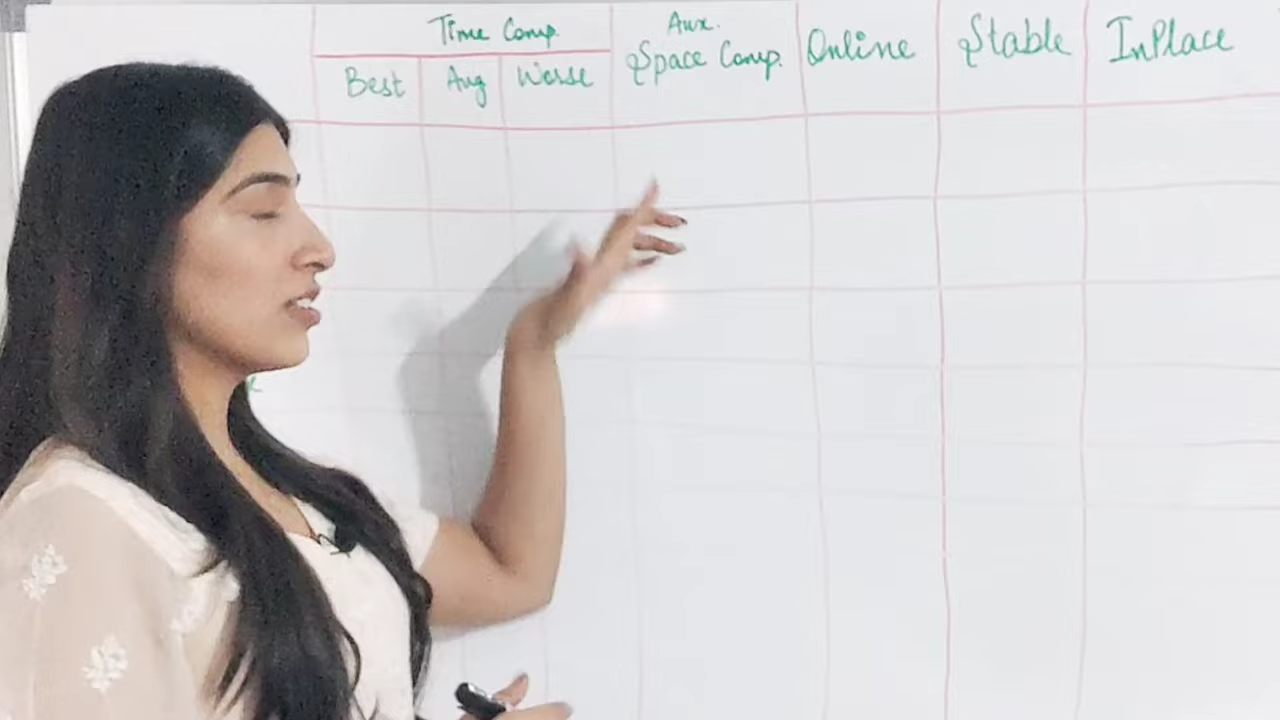 Time Comp.
Aux.
Space Comp.
Online
Stable
InPlace
Best
Avg
Worse